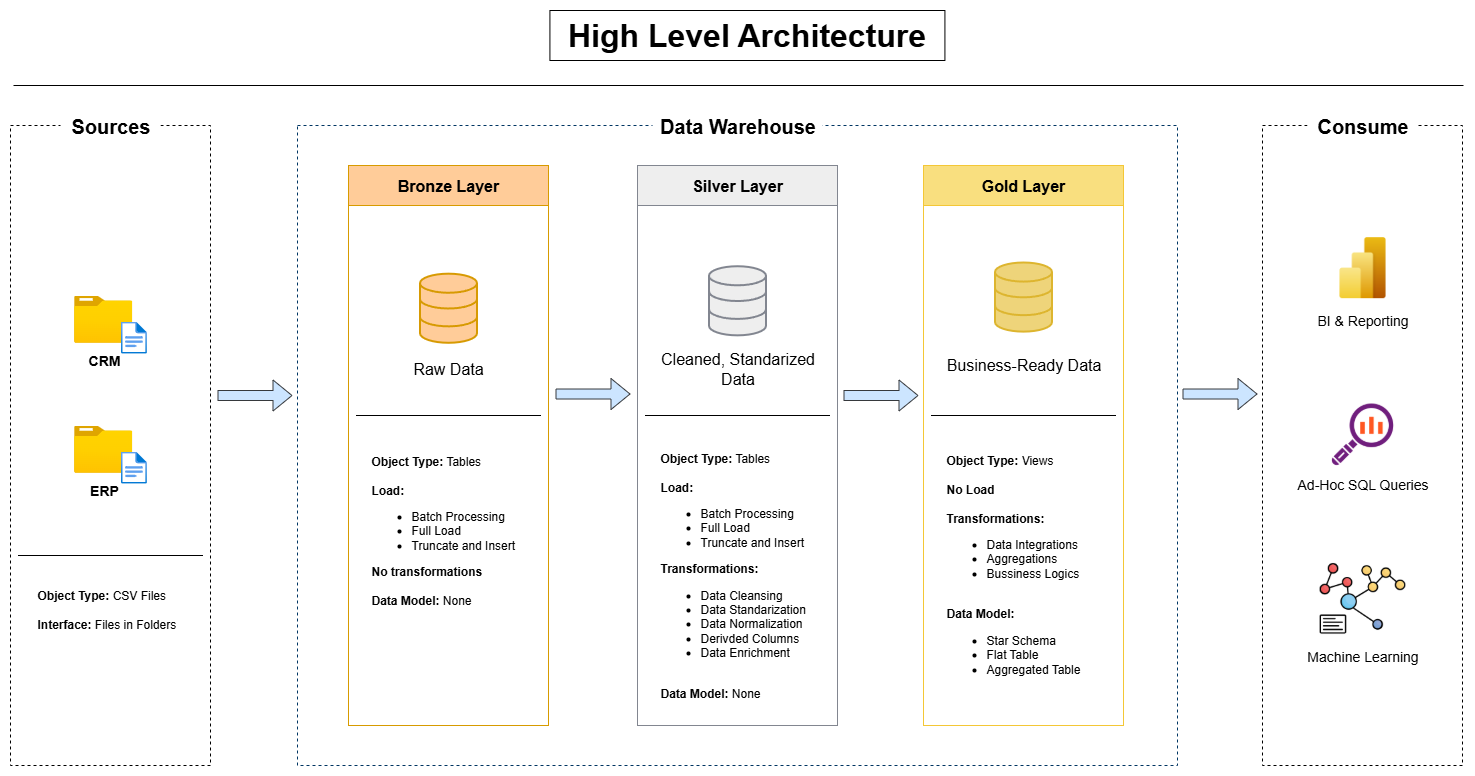 High Level Architecture
Sources
CRM
ERP
Object Type: CSV Files
Interface: Files in Folders
Data Warehouse
Bronze Layer
Raw Data
Object Type: Tables
Load:
• Batch Processing
• Full Load
• Truncate and Insert
No transformations
Data Model: None
Silver Layer
Cleaned, Standarized
Data
Object Type: Tables
Load:
• Batch Processing
• Full Load
• Truncate and Insert
Transformations:
• Data Cleansing
• Data Standarization
• Data Normalization
• Derivded Columns
• Data Enrichment
Data Model: None
Gold Layer
Business-Ready Data
Object Type: Views
No Load
Transformations:
• Data Integrations
• Aggregations
• Bussiness Logics
Data Model:
• Star Schema
• Flat Table
• Aggregated Table
Consume
BI & Reporting
Ad-Hoc SQL Queries
Machine Learning